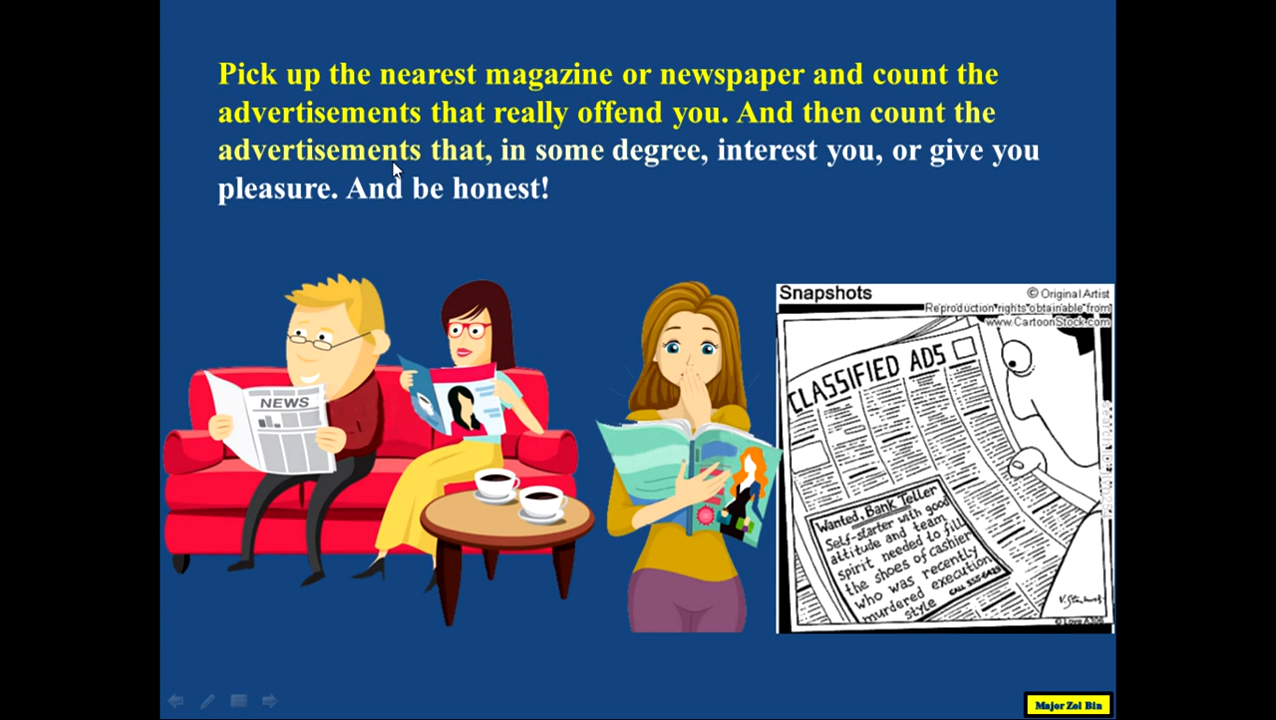 Pick up the nearest magazine or newspaper and count the
advertisements that really offend you. And then count the
advertisements that, in some degree, interest you, or give you
pleasure. And be honest!
NEWS
Snapshots
© Original Artist
Reproduction rights obtainable from
www.CartoonStock.com
CLASSIFIED ADS
Wanted, Bank Teller
Self-starter with good
attitude and team
spirit needed to fill
the shoes of cashier
who was recently
murdered execution
style
Major Zol Bin